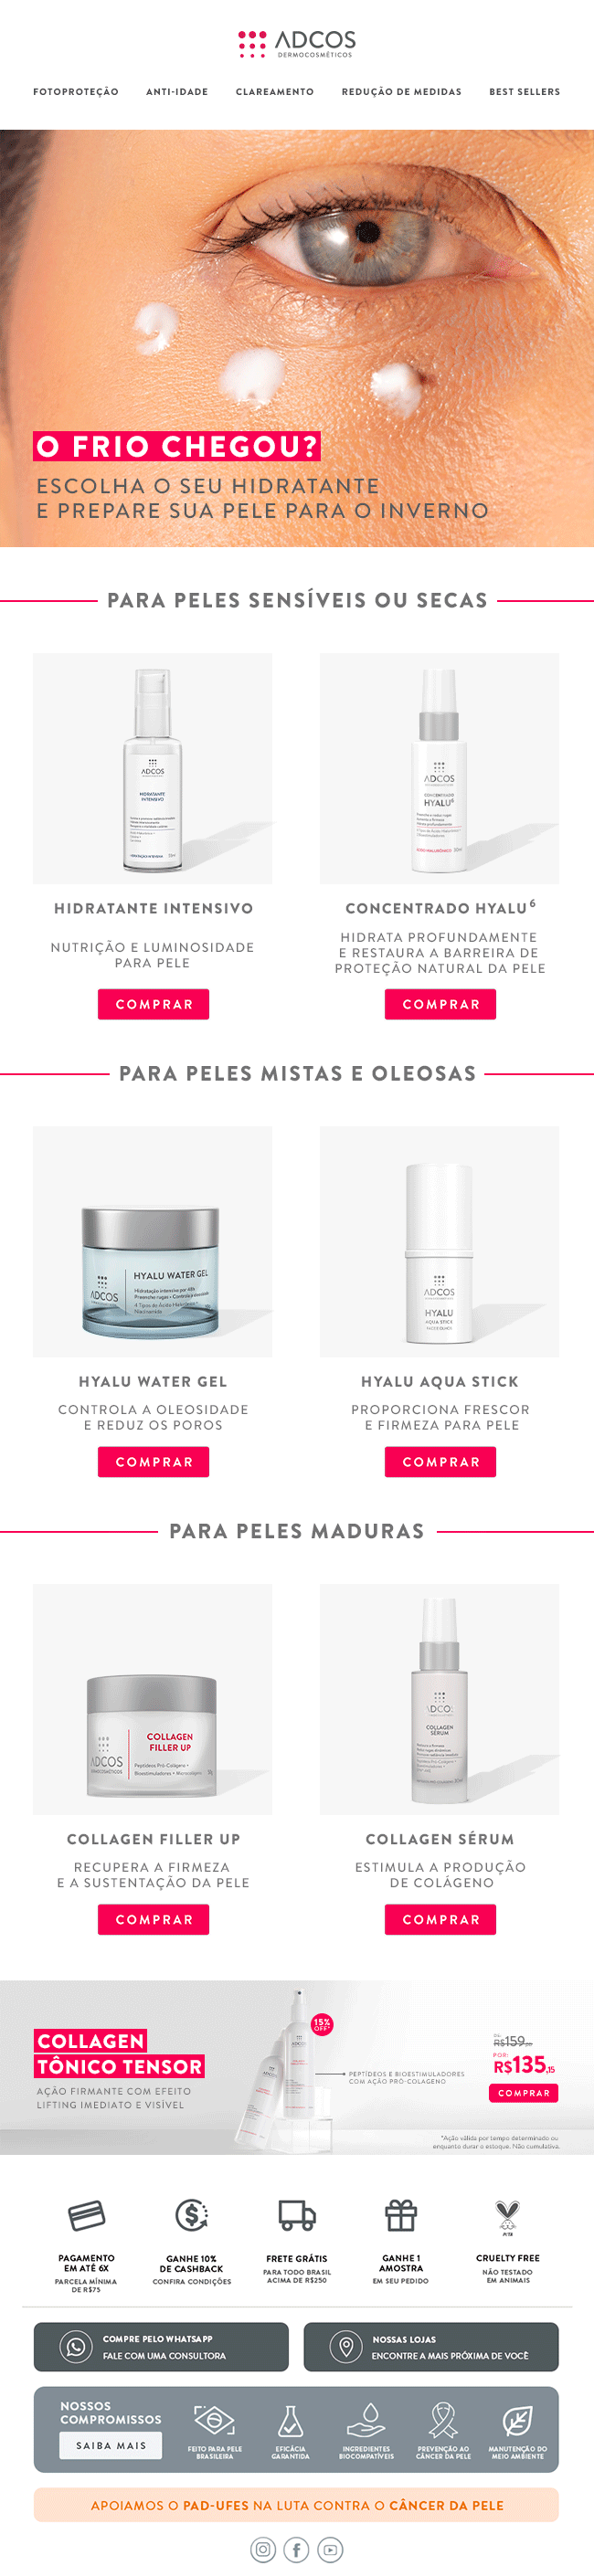 ADCOS
DERMOCOSMÉTICOS
FOTOPROTEÇÃO ANTI-IDADE CLAREAMENTO REDUÇÃO DE MEDIDAS BEST SELLERS
O FRIO CHEGOU?
ESCOLHA O SEU HIDRATANTE
E PREPARE SUA PELE PARA O INVERNO
PARA PELES SENSÍVEIS OU SECAS
ADCOS
HIDRATANTE
INTENSIVO
ADCOS
CONCENTRADO
HYALU6
HIDRATANTE INTENSIVO
NUTRIÇÃO E LUMINOSIDADE
PARA PELE
COMPRAR
CONCENTRADO HYALU6
HIDRATA PROFUNDAMENTE
E RESTAURA A BARREIRA DE
PROTEÇÃO NATURAL DA PELE
COMPRAR
PARA PELES MISTAS E OLEOSAS
ADCOS
HYALU WATER GEL
ADCOS
HYALU
AQUA STICK
HYALU WATER GEL
CONTROLA A OLEOSIDADE
E REDUZ OS POROS
COMPRAR
HYALU AQUA STICK
PROPORCIONA FRESCOR
E FIRMEZA PARA PELE
COMPRAR
PARA PELES MADURAS
ADCOS
COLLAGEN
FILLER UP
Peptídeos Pró-Colágeno •
Bioestimuladores •
COLLAGEN
SÉRUM
COLLAGEN FILLER UP
RECUPERA A FIRMEZA
E A SUSTENTAÇÃO DA PELE
COMPRAR
COLLAGEN SÉRUM
ESTIMULA A PRODUÇÃO
DE COLÁGENO
COMPRAR
COLLAGEN
TÔNICO TENSOR
AÇÃO FIRMANTE COM EFEITO
LIFTING IMEDIATO E VISÍVEL
15%
OFF*
PEPTÍDEOS E BIOESTIMULADORES
COM AÇÃO PRÓ-COLÁGENO
DE:
R$159
POR:
R$135,15
COMPRAR
*Ação válida por tempo determinado ou
enquanto durar o estoque. Não cumulativa.
PAGAMENTO
EM ATÉ 6X
PARCELA MÍNIMA
DE R$75
GANHE 10%
DE CASHBACK
CONFIRA CONDIÇÕES
FRETE GRÁTIS
PARA TODO BRASIL
ACIMA DE R$250
GANHE 1
AMOSTRA
EM SEU PEDIDO
CRUELTY FREE
NÃO TESTADO
EM ANIMAIS
COMPRE PELO WHATSAPP
FALE COM UMA CONSULTORA
NOSSAS LOJAS
ENCONTRE A MAIS PRÓXIMA DE VOCÊ
NOSSOS
COMPROMISSOS
SAIBA MAIS
FEITO PARA PELE
BRASILEIRA
EFICÁCIA
GARANTIDA
INGREDIENTES
BIOCOMPATÍVEIS
PREVENÇÃO AO
CÂNCER DA PELE
MANUTENÇÃO DO
MEIO AMBIENTE
APOIAMOS O PAD-UFES NA LUTA CONTRA O CÂNCER DA PELE